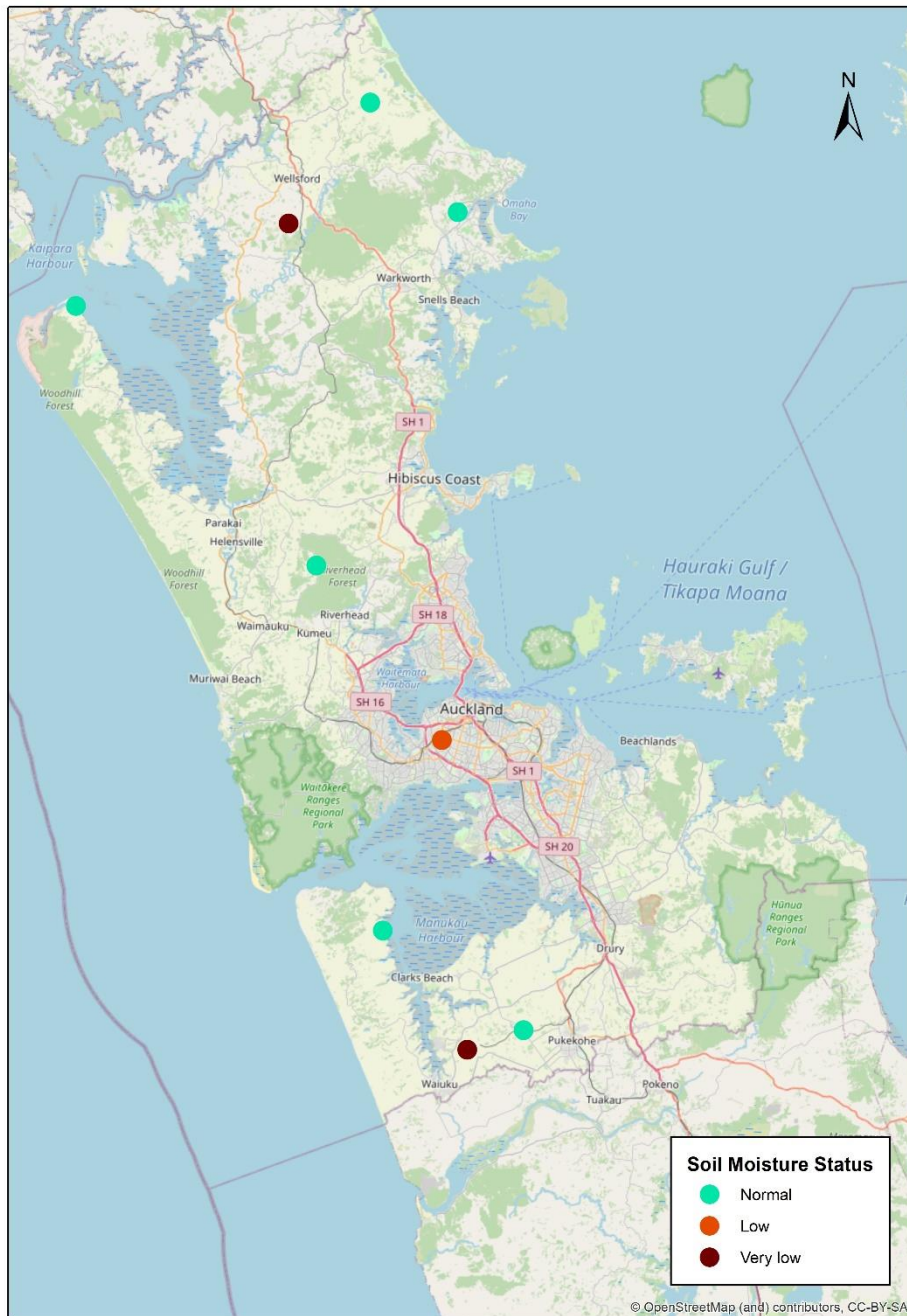 N
Wellsford
Omaha
Bay
Kaipara
Harbour
Warkworth
Snells Beach
Woodhill
Forest
SH 1
Hibiscus Coast
Parakai
Helensville
Hauraki Gulf /
Tikapa Moana
Woodhill
Forest
Riverhead
Forest
Riverhead
SH 18
Waimauku
Kumeu
Waitematā
Harbour
Muriwai Beach
SH 16
Auckland
Beachlands
SH 1
Waitākere
Ranges
Regional
Park
SH 20
Hūnua
Ranges
Regional
Park
Manukau
Harbour
Drury
Clarks Beach
Pukekohe
Waiuku
Pokeno
Tuakau
Soil Moisture Status
Normal
Low
Very low
© OpenStreetMap (and) contributors, CC-BY-SA